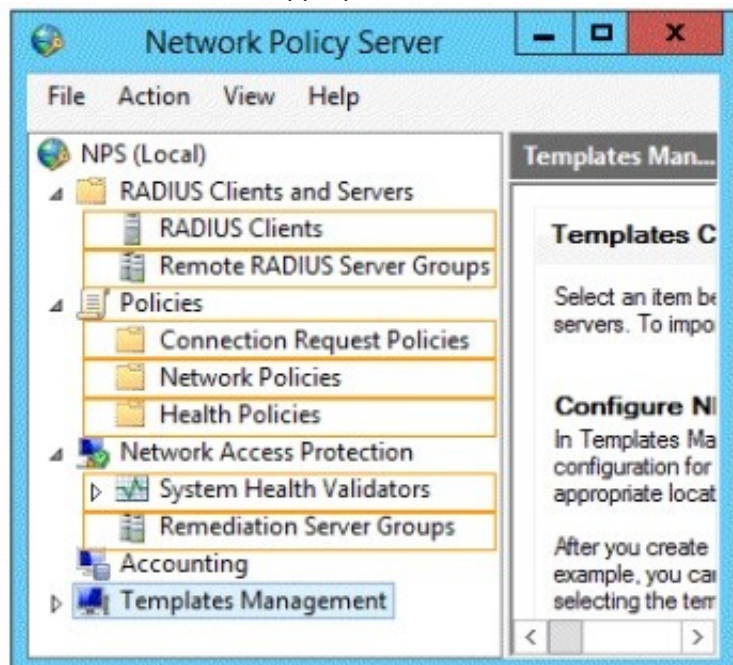 Network Policy Server
x
File Action View Help
NPS (Local)
RADIUS Clients and Servers
RADIUS Clients
Remote RADIUS Server Groups
Policies
Connection Request Policies
Network Policies
Health Policies
Network Access Protection
System Health Validators
Remediation Server Groups
Accounting
Templates Management
Templates Man...
Templates C
Select an item be
servers. To impo
Configure N
In Templates Ma
configuration for
appropriate locat
After you create
example, you car
selecting the tem